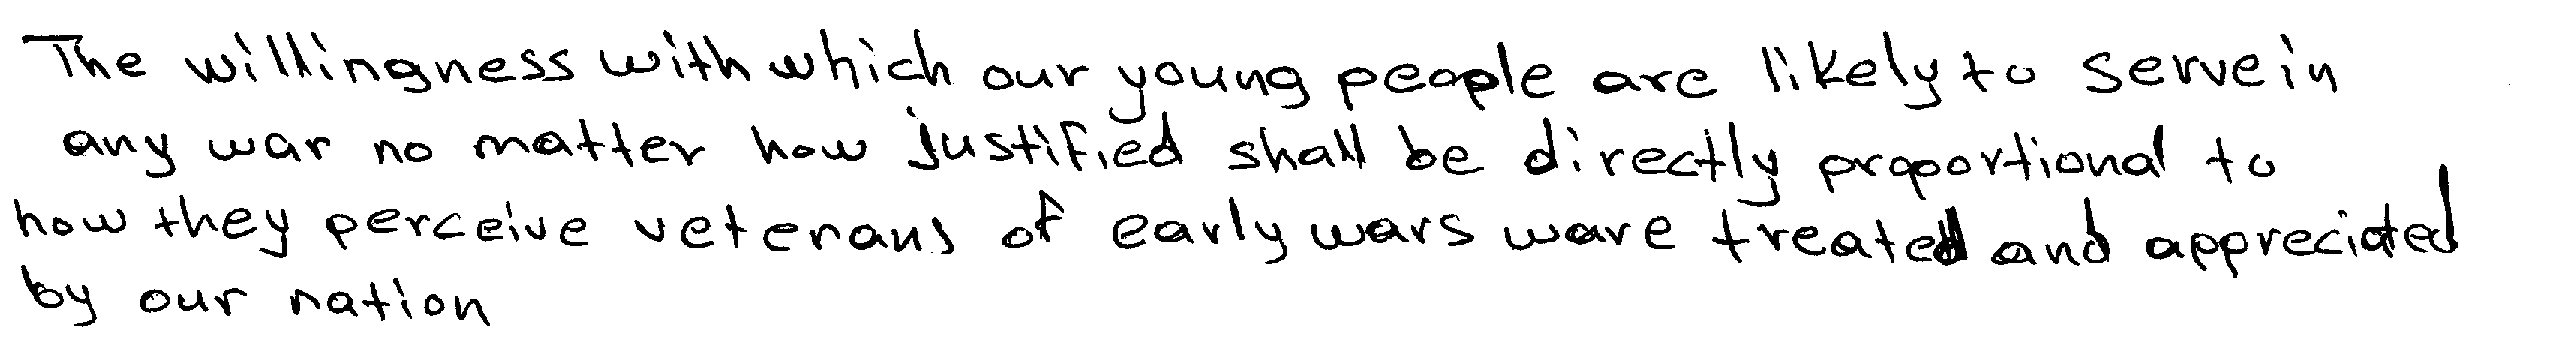 The willingness with which our young people are likely to serve in
any war no matter how justified shall be directly proportional to
how they perceive veterans of early wars ware treated and appreciated
by our nation